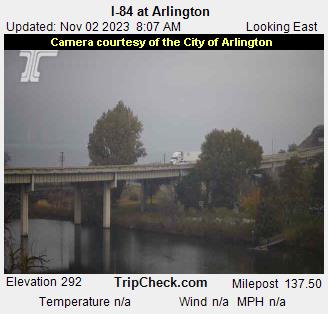 I-84 at Arlington
Updated: Nov 02 2023 8:07 AM Looking East
Camera courtesy of the City of Arlington
Elevation 292 TripCheck.com Milepost 137.50
Temperature n/a Wind n/a MPH n/a